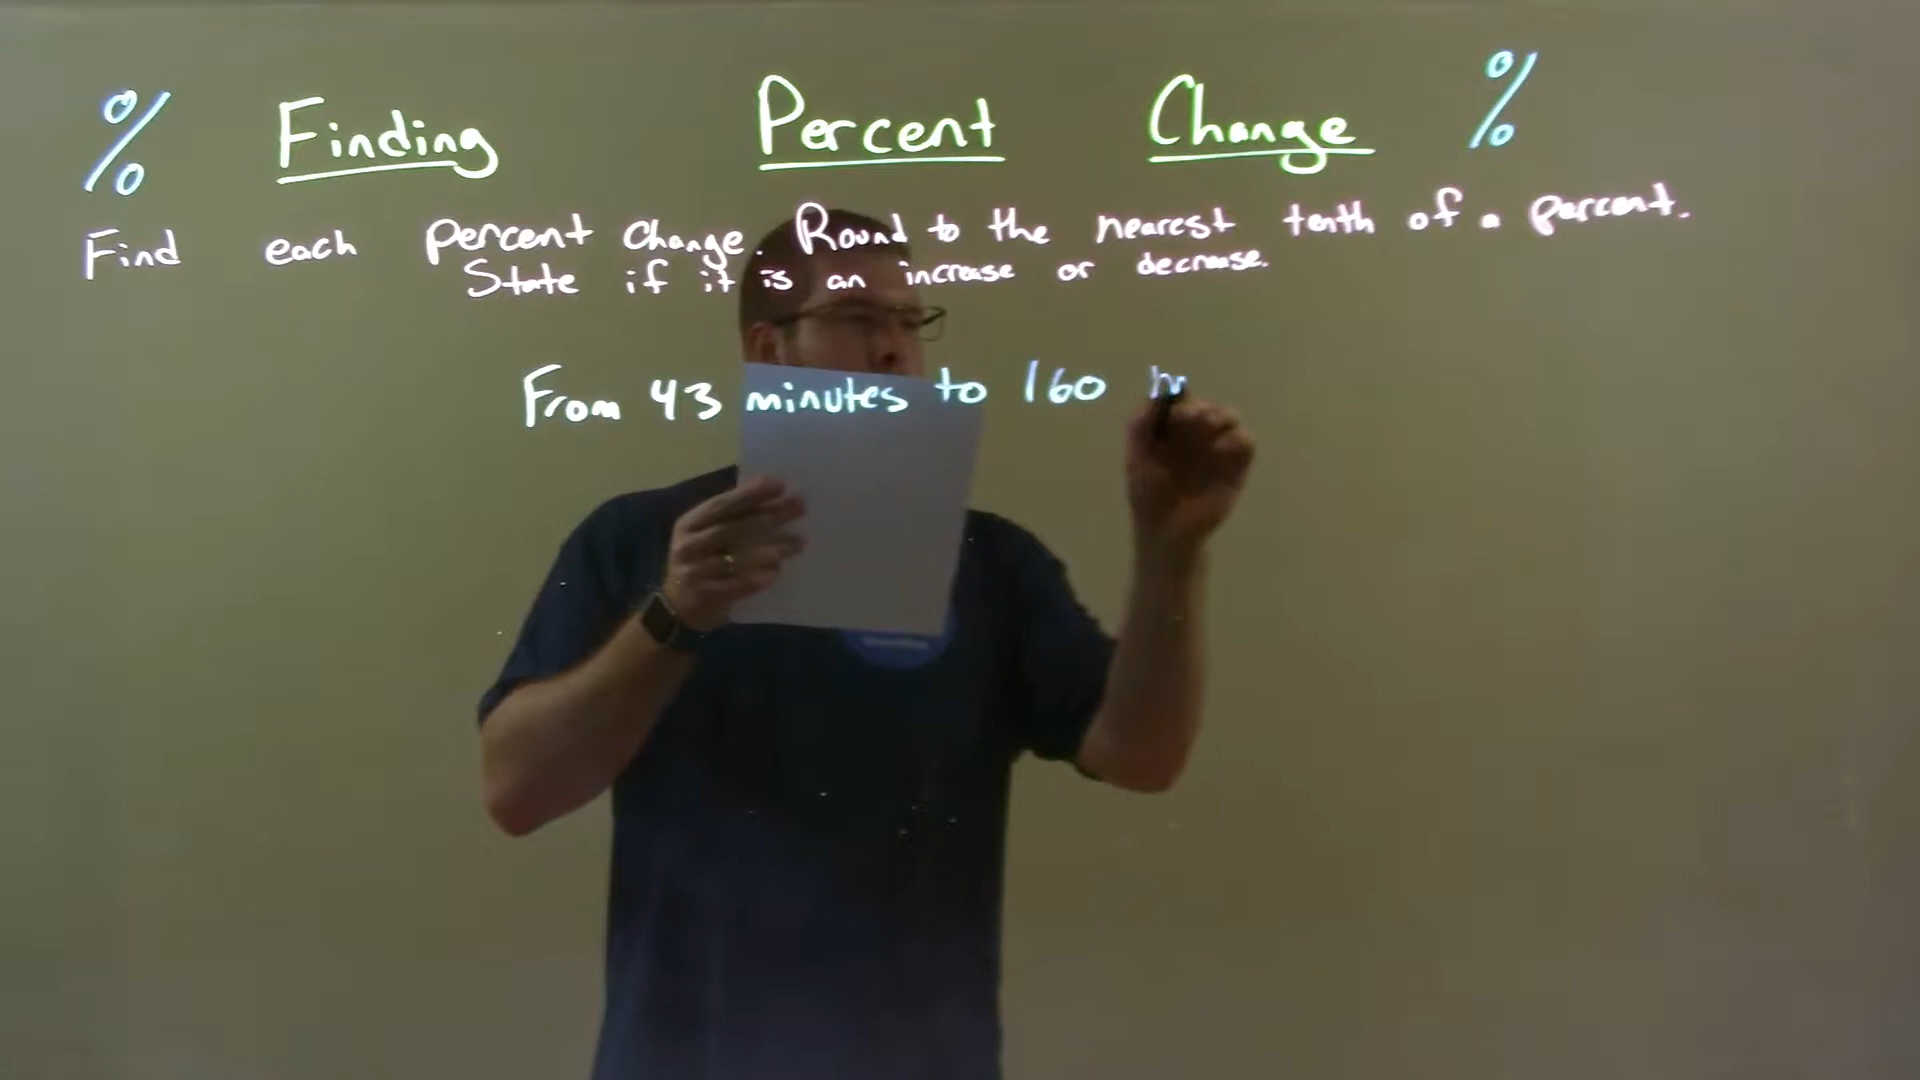 % Finding Percent Change %
Find each percent change. Round to the nearest tenth of a percent.
State if it is an increase or decrease.
From 43 minutes to 160 m